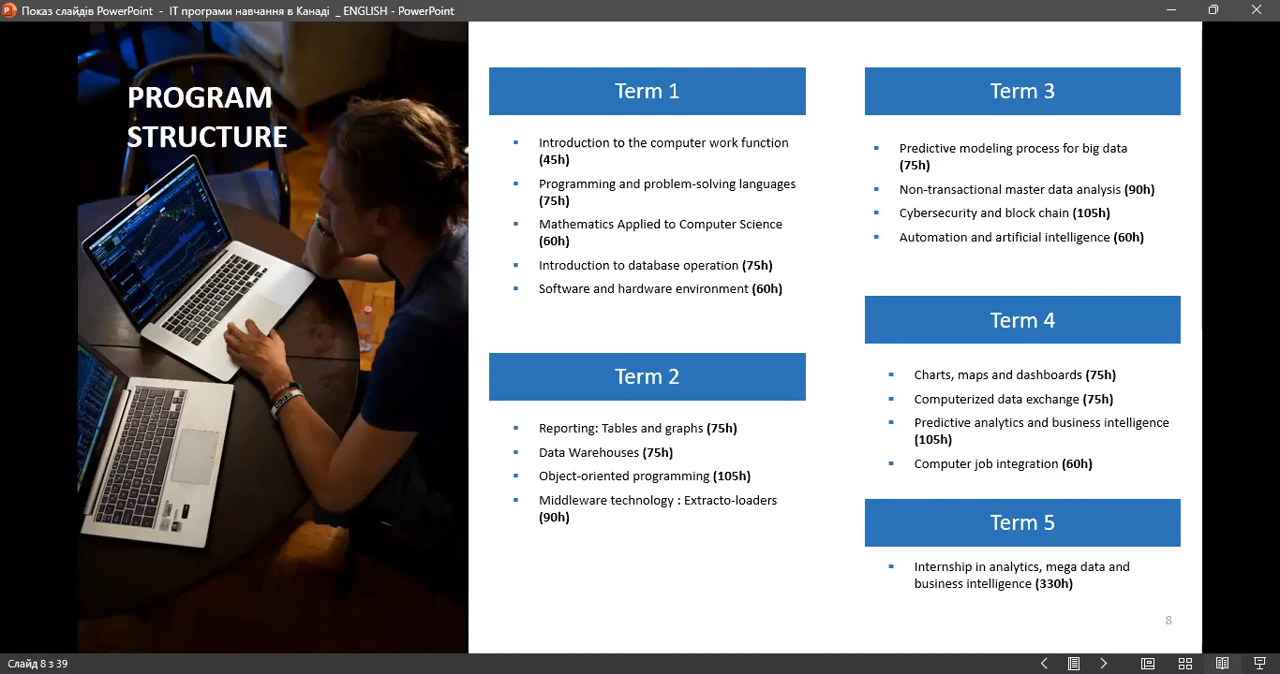 Показ слайдів PowerPoint - ІТ програми навчання в Канаді _ ENGLISH - PowerPoint
PROGRAM
STRUCTURE
Term 1
Introduction to the computer work function
(45h)
Programming and problem-solving languages
(75h)
Mathematics Applied to Computer Science
(60h)
Introduction to database operation (75h)
Software and hardware environment (60h)
Term 2
Reporting: Tables and graphs (75h)
Data Warehouses (75h)
Object-oriented programming (105h)
Middleware technology : Extracto-loaders
(90h)
Term 3
Predictive modeling process for big data
(75h)
Non-transactional master data analysis (90h)
Cybersecurity and block chain (105h)
Automation and artificial intelligence (60h)
Term 4
Charts, maps and dashboards (75h)
Computerized data exchange (75h)
Predictive analytics and business intelligence
(105h)
Computer job integration (60h)
Term 5
Internship in analytics, mega data and
business intelligence (330h)
8
Слайд 8 з 39